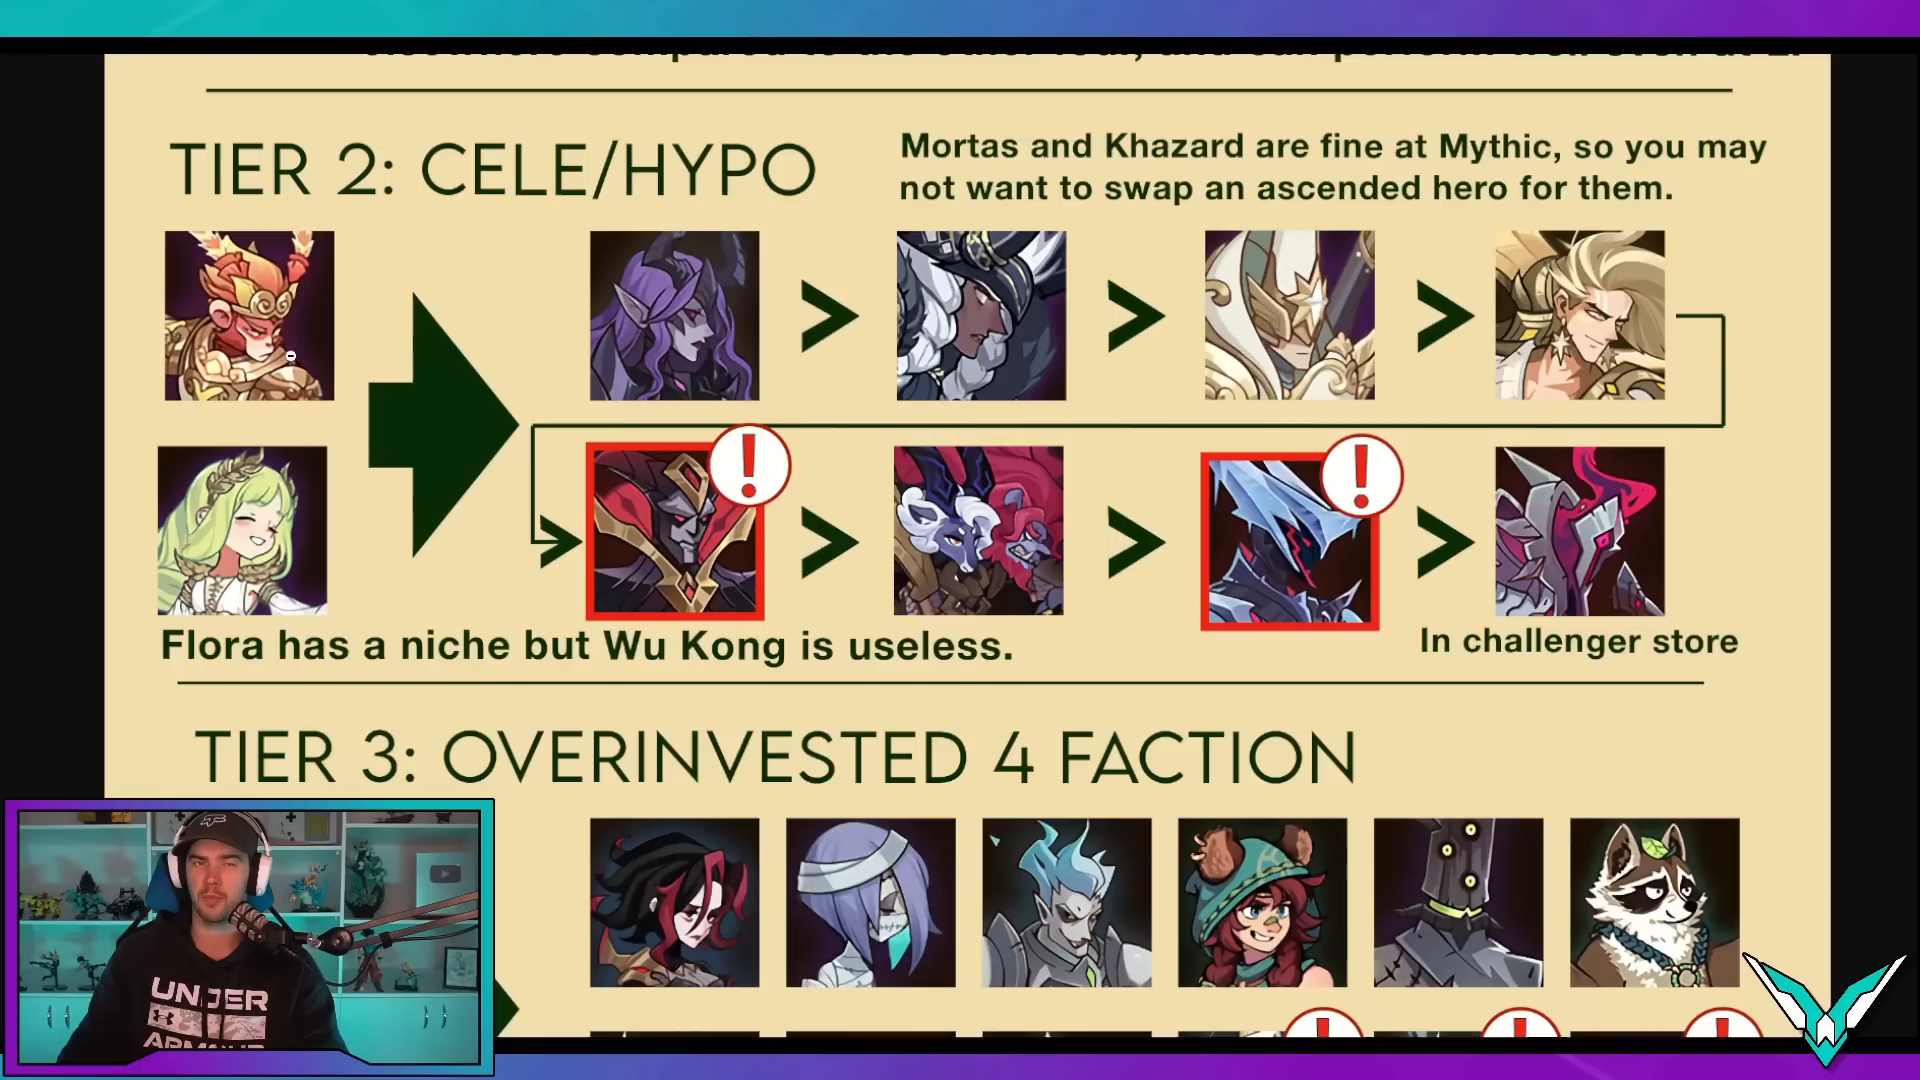 TIER 2: CELE/HYPO
Mortas and Khazard are fine at Mythic, so you may
not want to swap an ascended hero for them.
Flora has a niche but Wu Kong is useless.
In challenger store
TIER 3: OVERINVESTED 4 FACTION
UNDER